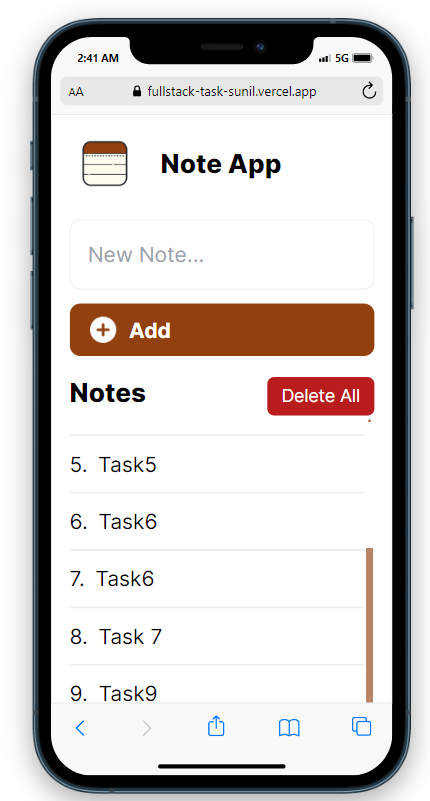 2:41 AM 5G
AA fullstack-task-sunil.vercel.app
Note App
New Note...
Add
Notes Delete All
5. Task5
6. Task6
7. Task6
8. Task 7
9. Task9